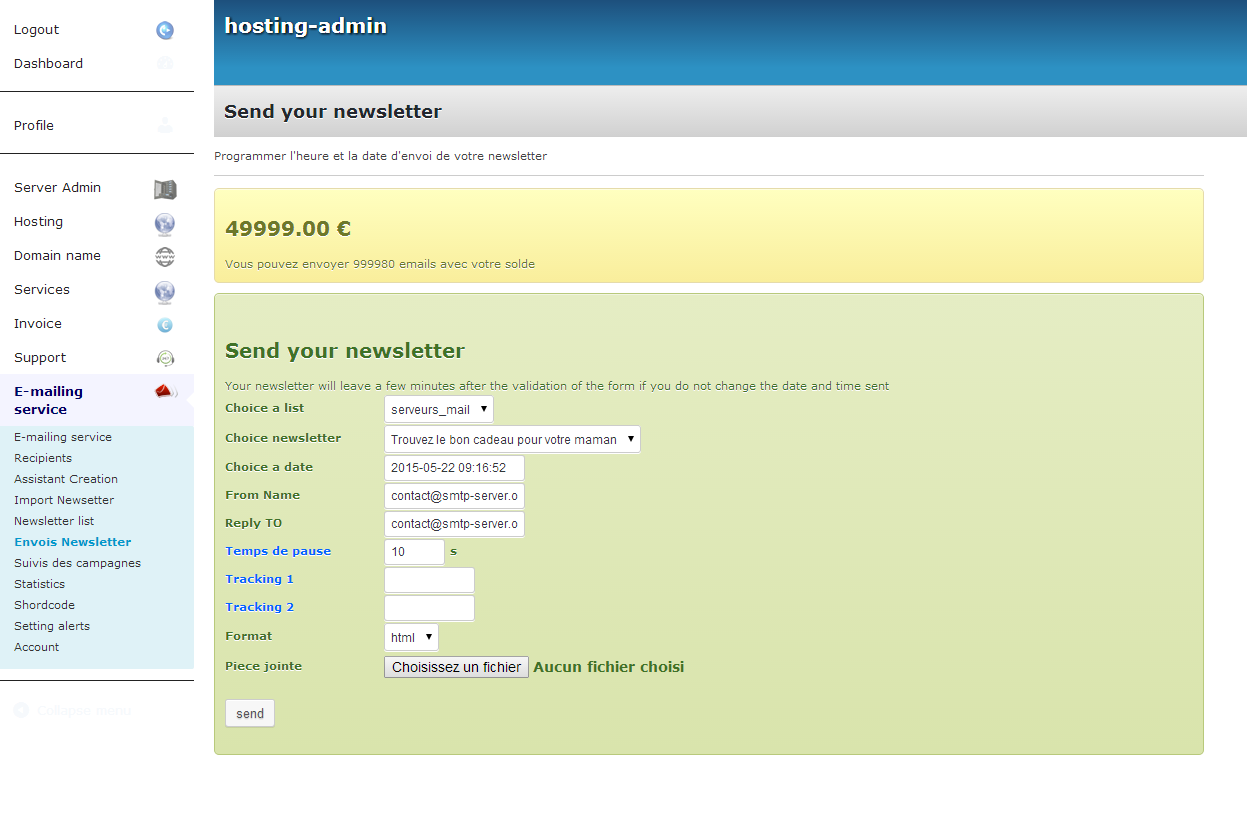 Logout
Dashboard
Profile
Server Admin
Hosting
Domain name
Services
Invoice
Support
E-mailing
service
E-mailing service
Recipients
Assistant Creation
Import Newsetter
Newsletter list
Envois Newsletter
Suivis des campagnes
Statistics
Shordcode
Setting alerts
Account
Collapse menu
hosting-admin
Send your newsletter
Programmer l'heure et la date d'envoi de votre newsletter
49999.00 €
Vous pouvez envoyer 999980 emails avec votre solde
Send your newsletter
Your newsletter will leave a few minutes after the validation of the form if you do not change the date and time sent
Choice a list serveurs_mail
Choice newsletter Trouvez le bon cadeau pour votre maman
Choice a date 2015-05-22 09:16:52
From Name contact@smtp-server.o
Reply TO contact@smtp-server.o
Temps de pause 10 s
Tracking 1
Tracking 2
Format html
Piece jointe Choisissez un fichier Aucun fichier choisi
send